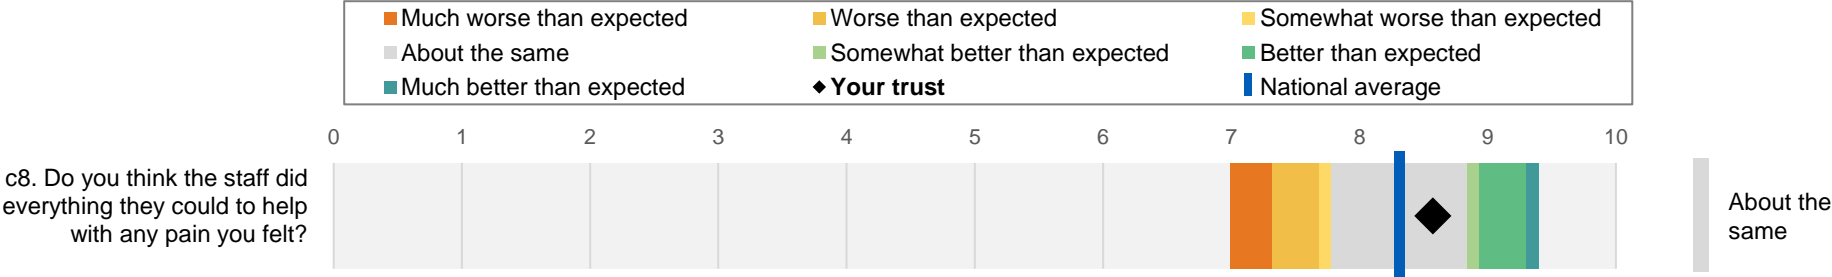 Much worse than expected Worse than expected Somewhat worse than expected
About the same Somewhat better than expected Better than expected
Much better than expected Your trust National average
0 1 2 3 4 5 6 7 8 9 10
c8. Do you think the staff did
everything they could to help
with any pain you felt?
About the
same